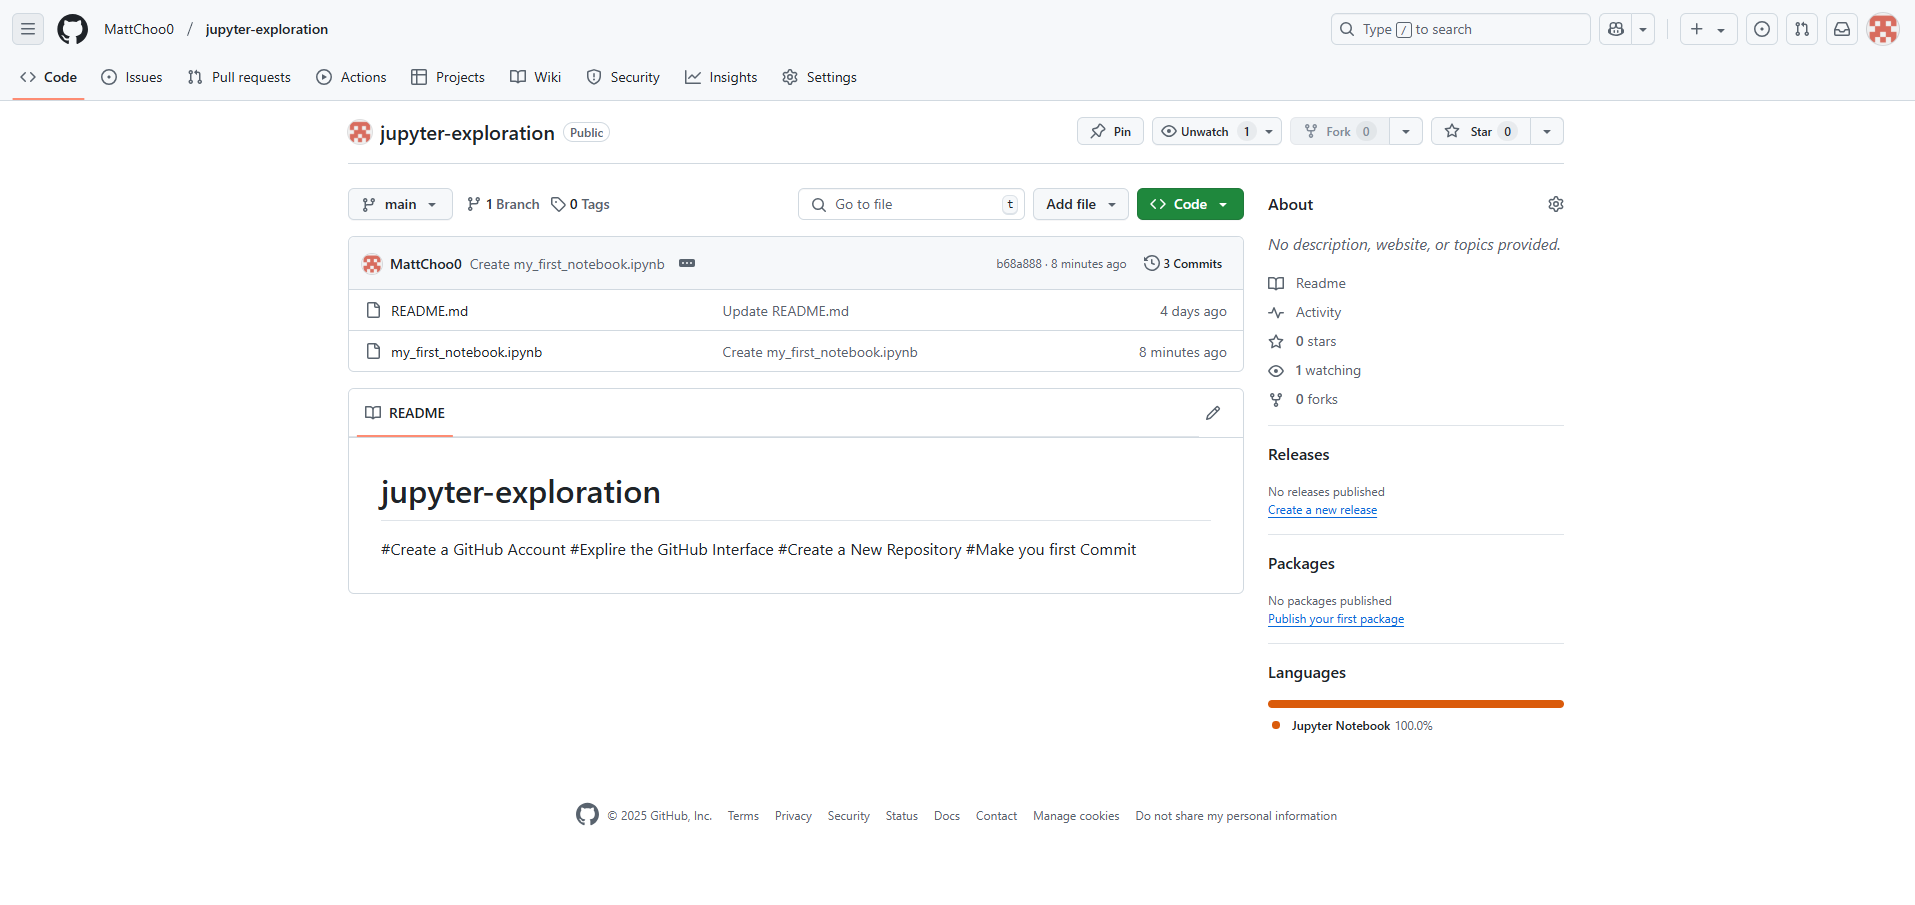 MattChoo0 / jupyter-exploration
Type / to search
Code Issues Pull requests Actions Projects Wiki Security Insights Settings
jupyter-exploration Public
Pin Unwatch 1 Fork 0 Star 0
main 1 Branch 0 Tags Go to file t Add file Code
MattChoo0 Create my_first_notebook.ipynb b68a888 · 8 minutes ago 3 Commits
README.md Update README.md 4 days ago
my_first_notebook.ipynb Create my_first_notebook.ipynb 8 minutes ago
README
jupyter-exploration
#Create a GitHub Account #Explire the GitHub Interface #Create a New Repository #Make you first Commit
About
No description, website, or topics provided.
Readme
Activity
0 stars
1 watching
0 forks
Releases
No releases published
Create a new release
Packages
No packages published
Publish your first package
Languages
Jupyter Notebook 100.0%
© 2025 GitHub, Inc. Terms Privacy Security Status Docs Contact Manage cookies Do not share my personal information